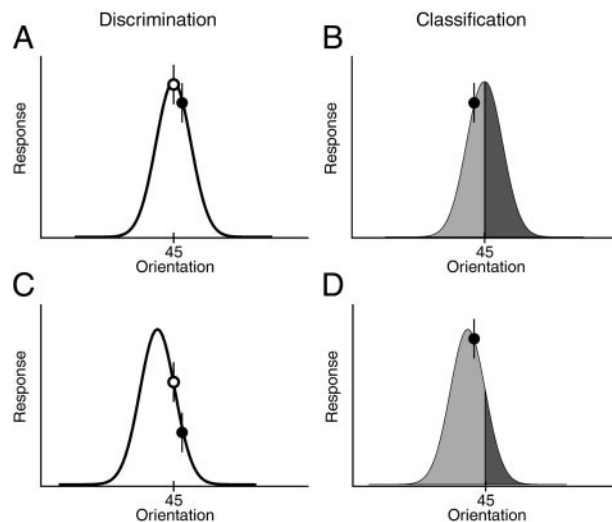 Discrimination
Classification
A
B
Response
Response
45
45
Orientation
Orientation
C
D
Response
Response
45
45
Orientation
Orientation